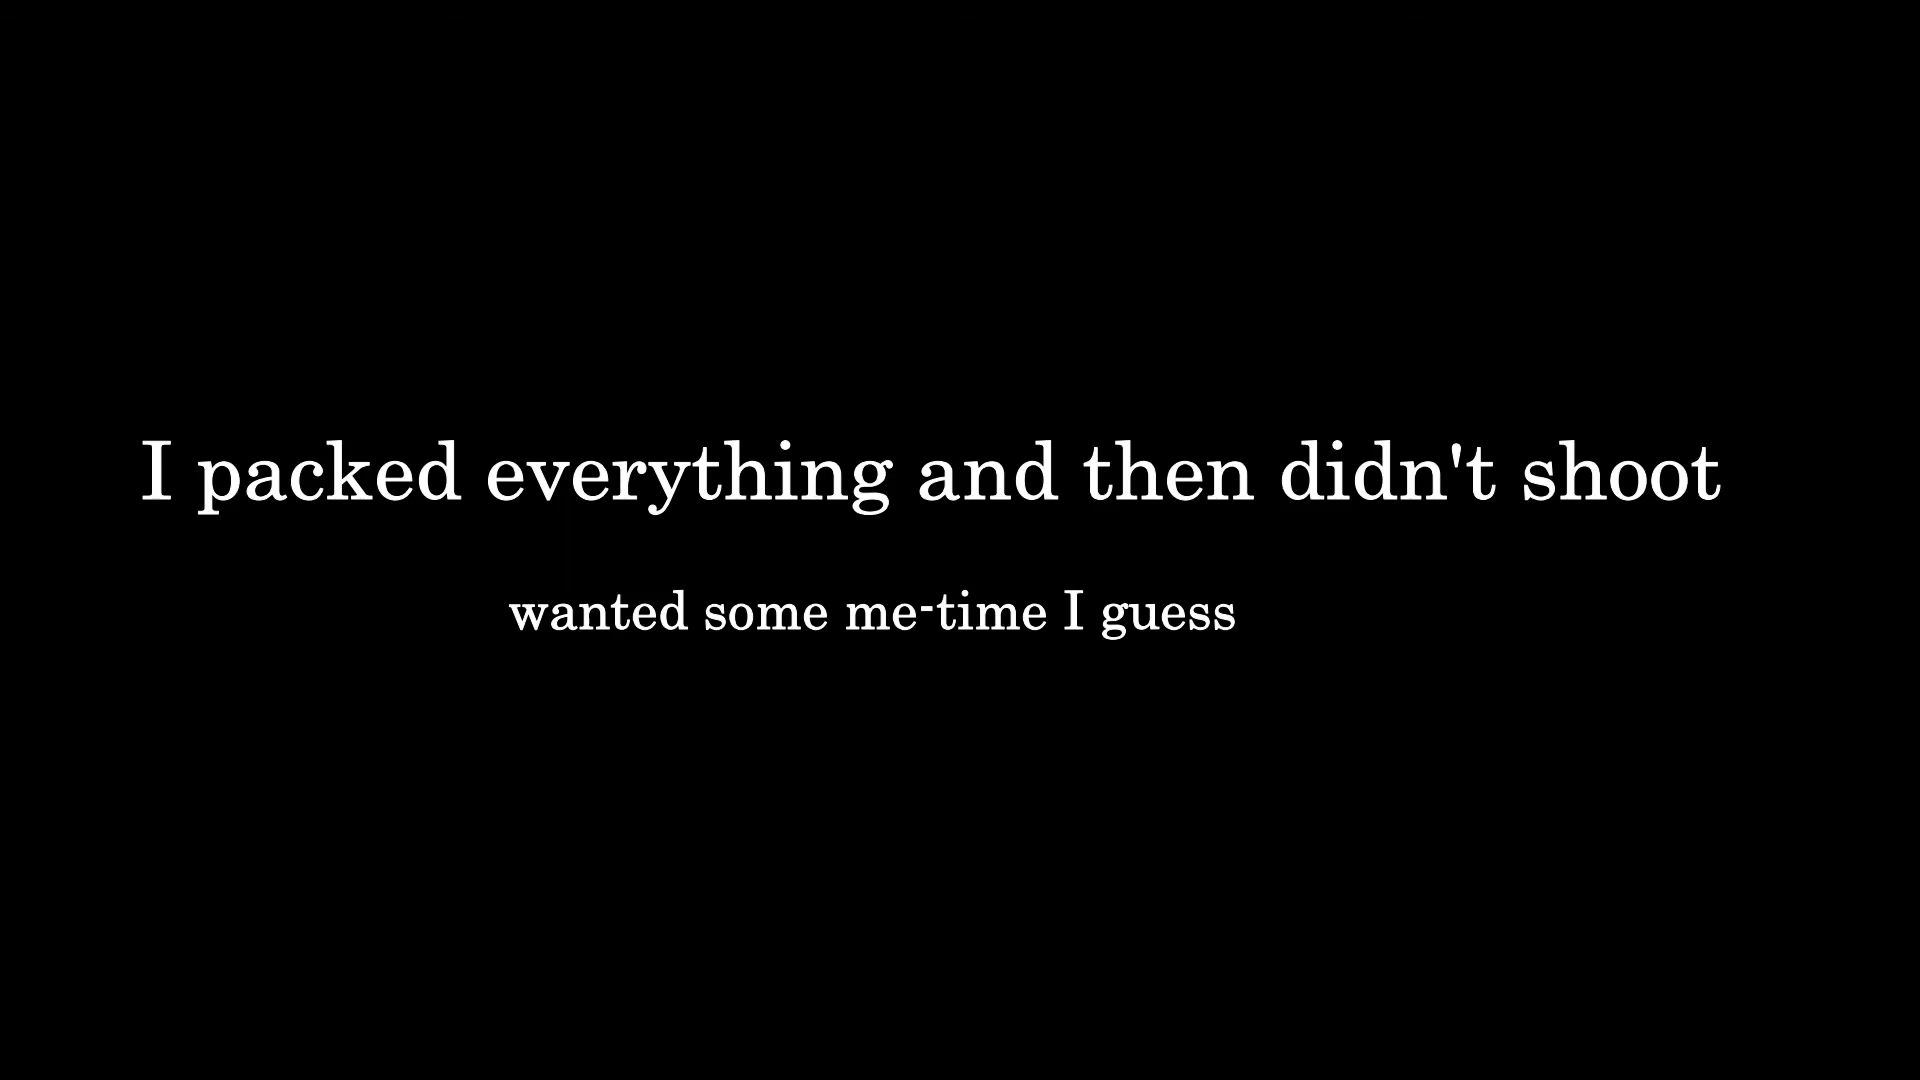 I packed everything and then didn't shoot
wanted some me-time I guess